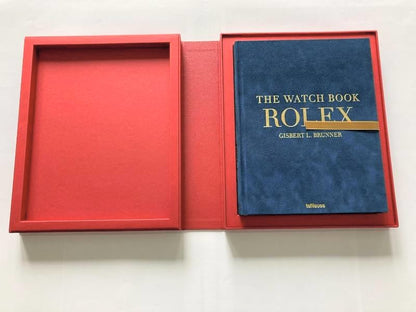 THE WATCH BOOK
ROLEX
GISBERT L. BRUNNER
teNeues